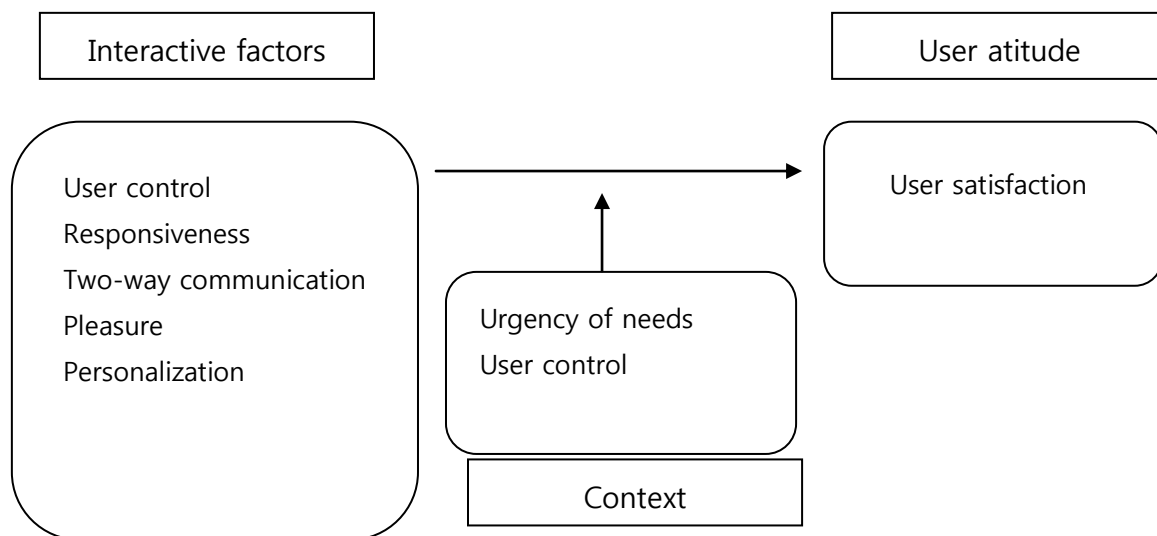 Interactive factors
User atitude
User control
Responsiveness
Two-way communication
Pleasure
Personalization
User satisfaction
Urgency of needs
User control
Context